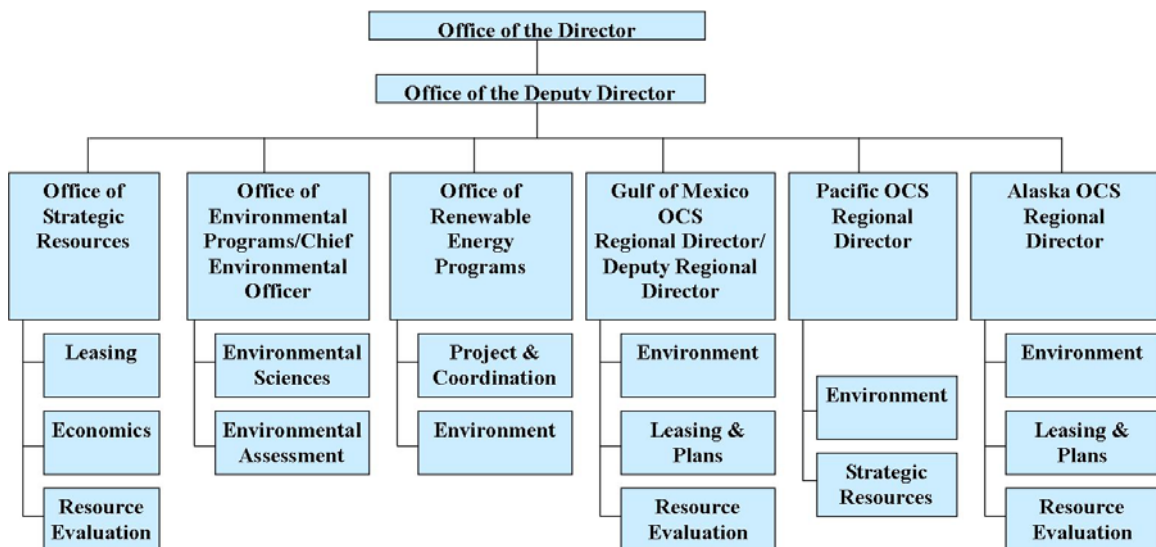 Office of the Director
Office of the Deputy Director
Office of
Strategic
Resources
Office of
Environmental
Programs/Chief
Environmental
Officer
Office of
Renewable
Energy
Programs
Gulf of Mexico
OCS
Regional Director/
Deputy Regional
Director
Pacific OCS
Regional
Director
Alaska OCS
Regional
Director
Leasing
Economics
Resource
Evaluation
Environmental
Sciences
Environmental
Assessment
Project &
Coordination
Environment
Environment
Leasing &
Plans
Resource
Evaluation
Environment
Strategic
Resources
Environment
Leasing &
Plans
Resource
Evaluation